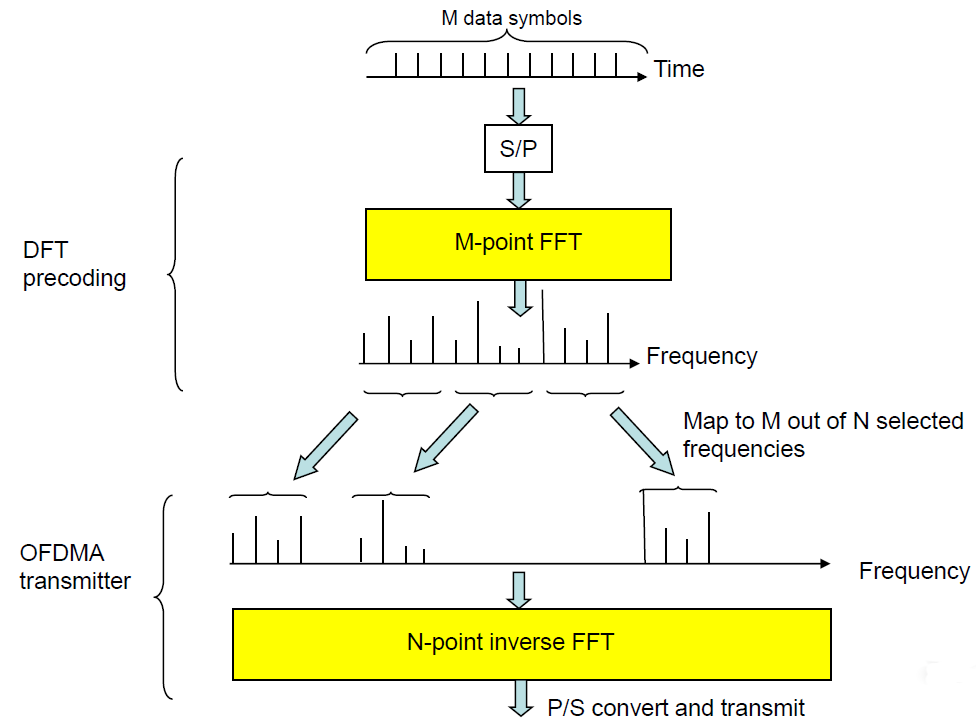 M data symbols
Time
S/P
M-point FFT
DFT
precoding
Frequency
Map to M out of N selected
frequencies
OFDMA
transmitter
Frequency
N-point inverse FFT
P/S convert and transmit